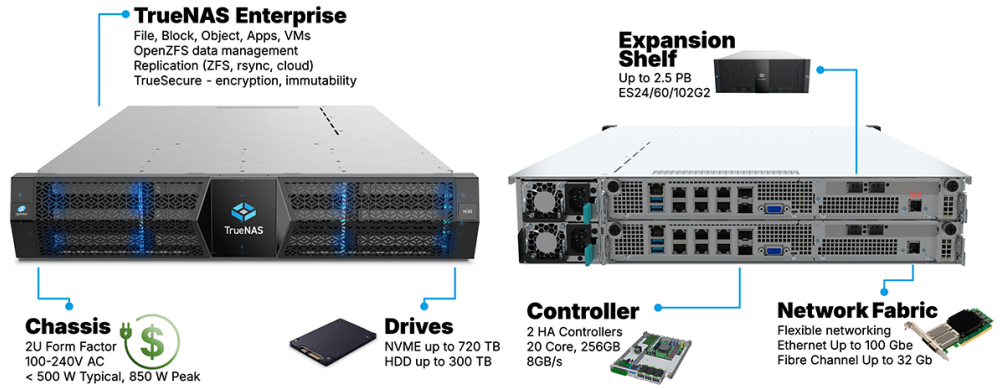 TrueNAS Enterprise
File, Block, Object, Apps, VMs
OpenZFS data management
Replication (ZFS, rsync, cloud)
TrueSecure - encryption, immutability
Expansion
Shelf
Up to 2.5 PB
ES24/60/102G2
TrueNAS
H30
Chassis
2U Form Factor
100-240V AC
< 500 W Typical, 850 W Peak
$
Drives
NVME up to 720 TB
HDD up to 300 TB
Controller
2 HA Controllers
20 Core, 256GB
8GB/s
Network Fabric
Flexible networking
Ethernet Up to 100 Gbe
Fibre Channel Up to 32 Gb